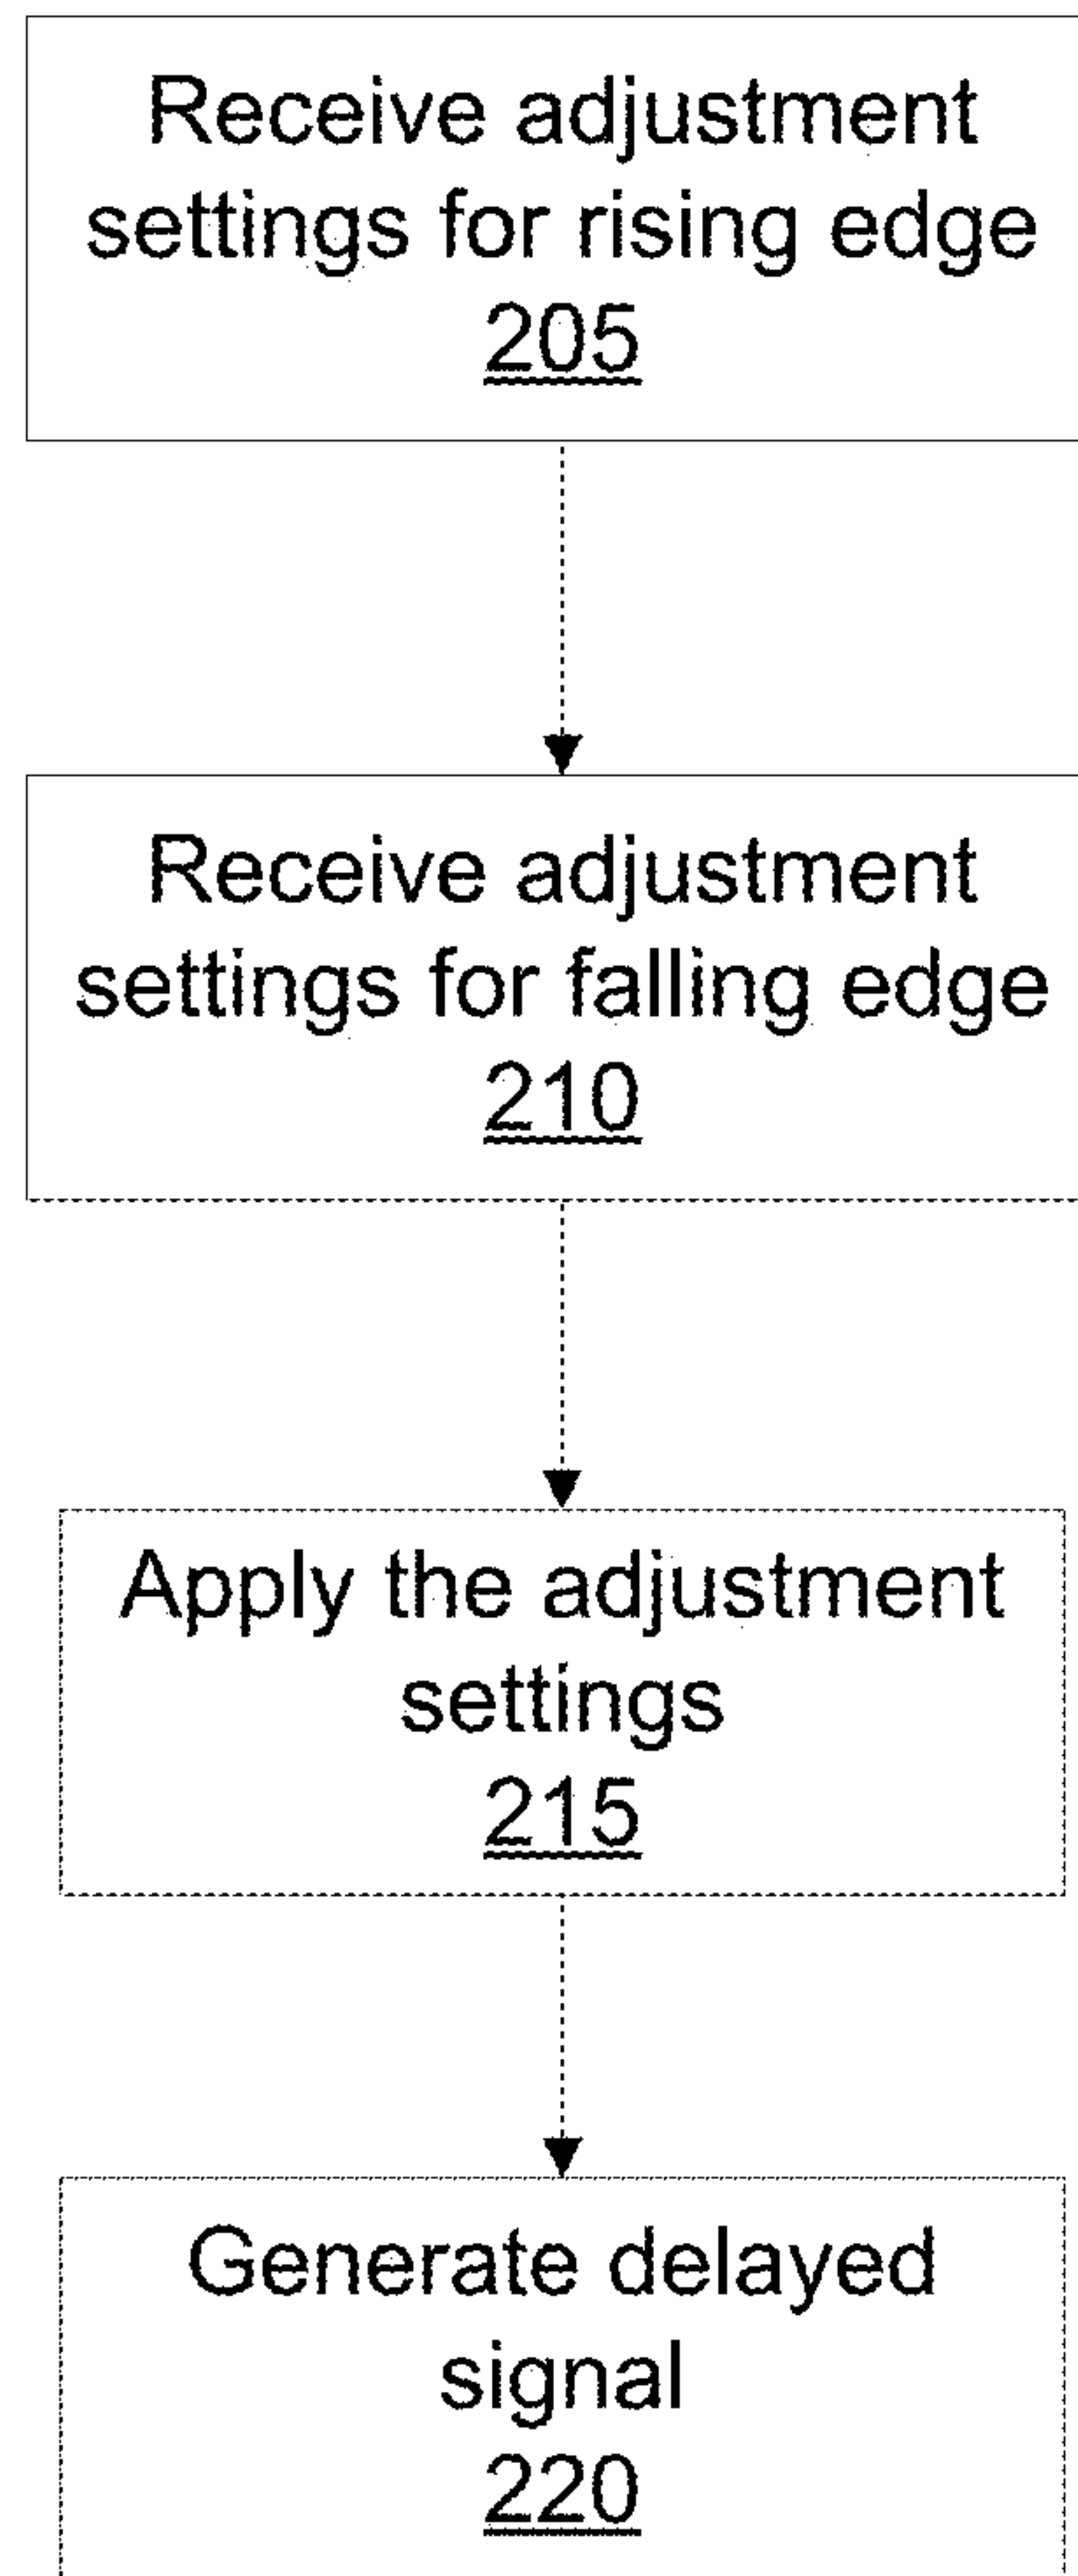 Receive adjustment
settings for rising edge
205
Receive adjustment
settings for falling edge
210
Apply the adjustment
settings
215
Generate delayed
signal
220